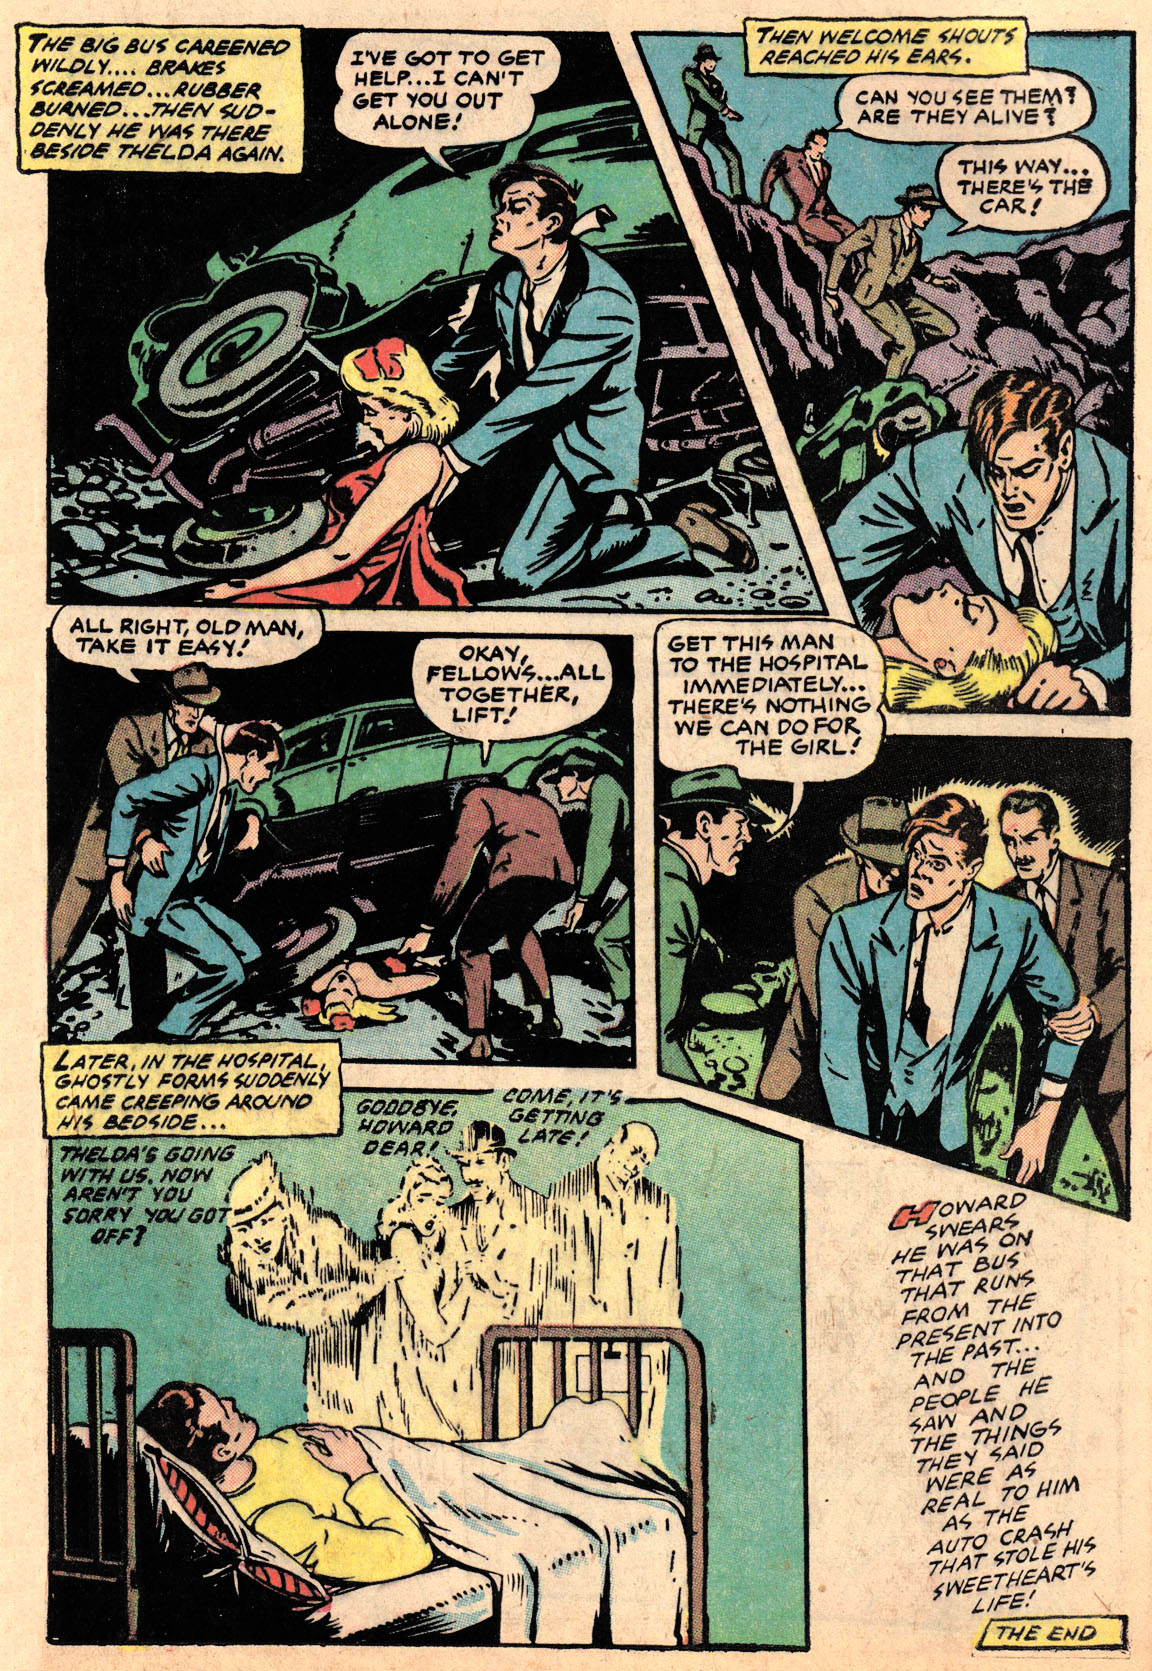 THE BIG BUS CAREENED
WILDLY.... BRAKES
SCREAMED...RUBBER
BURNED...THEN SUD-
DENLY HE WAS THERE
BESIDE THELDA AGAIN.
I'VE GOT TO GET
HELP...I CAN'T
GET YOU OUT
ALONE!
THEN WELCOME SHOUTS
REACHED HIS EARS.
CAN YOU SEE THEM?
ARE THEY ALIVE?
THIS WAY...
THERE'S THE
CAR!
ALL RIGHT, OLD MAN,
TAKE IT EASY!
OKAY,
FELLOWS...ALL
TOGETHER,
LIFT!
GET THIS MAN
TO THE HOSPITAL
IMMEDIATELY...
THERE'S NOTHING
WE CAN DO FOR
THE GIRL!
LATER, IN THE HOSPITAL,
GHOSTLY FORMS SUDDENLY
CAME CREEPING AROUND
HIS BEDSIDE...
THELDA'S GOING
WITH US. NOW
AREN'T YOU
SORRY YOU GOT
OFF?
GOODBYE,
HOWARD
DEAR!
COME, IT'S
GETTING
LATE!
HOWARD
SWEARS
HE WAS ON
THAT BUS
THAT RUNS
FROM THE
PRESENT INTO
THE PAST...
AND THE
PEOPLE HE
SAW AND
THE THINGS
THEY SAID
WERE AS
REAL TO HIM
AS THE
AUTO CRASH
THAT STOLE HIS
SWEETHEART'S
LIFE!
THE END